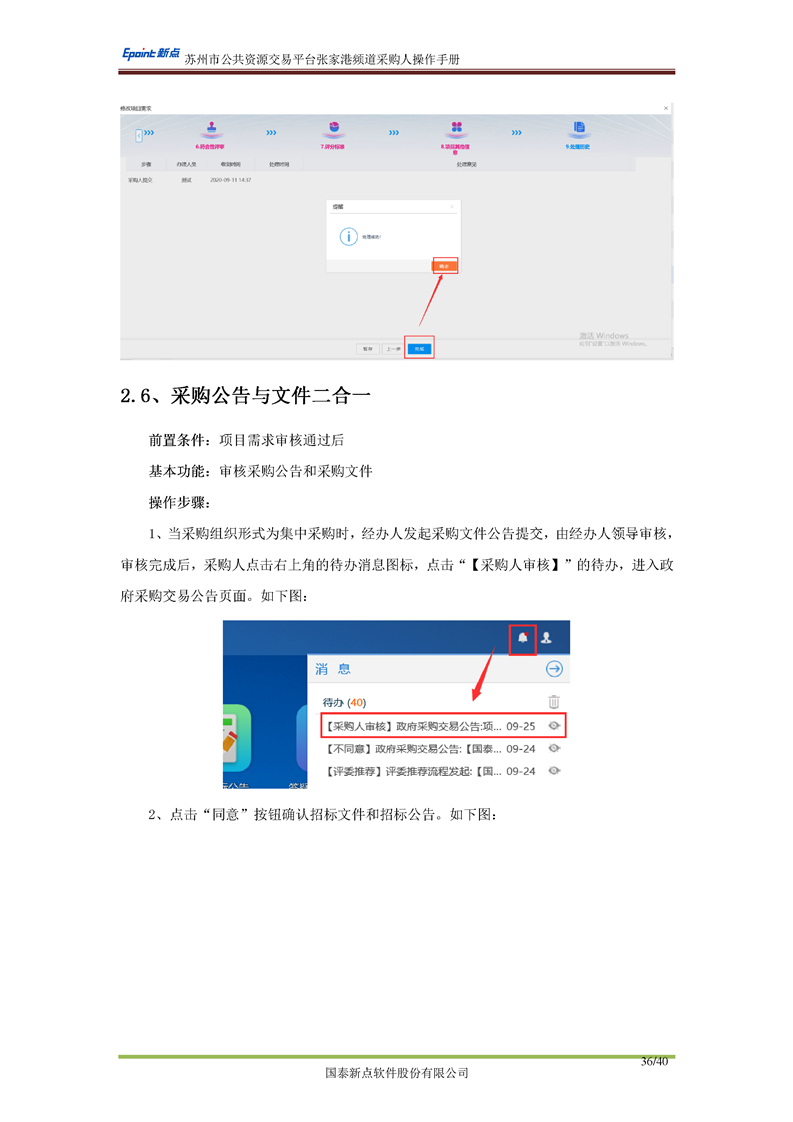 Epoint新点 苏州市公共资源交易平台张家港频道采购人操作手册
修改项目需求
6.符合性评审
7.评分标准
8.项目其他信
息
9.处理历史
步骤 办理人员 收到时间 处理时间 处理意见
采购人提交 测试 2020-09-11 14:37
提醒
处理成功!
确定
激活 Windows
转到"设置"以激活 Windows。
暂存 上一步
2.6、采购公告与文件二合一
前置条件：项目需求审核通过后
基本功能：审核采购公告和采购文件
操作步骤：
1、当采购组织形式为集中采购时，经办人发起采购文件公告提交，由经办人领导审核，
审核完成后，采购人点击右上角的待办消息图标，点击“【采购人审核】”的待办，进入政
府采购交易公告页面。如下图：
消 息
待办 (40)
【采购人审核】政府采购交易公告:项... 09-25
【不同意】政府采购交易公告:【国泰... 09-24
【评委推荐】评委推荐流程发起:【国... 09-24
2、点击“同意”按钮确认招标文件和招标公告。如下图：
36/40
国泰新点软件股份有限公司